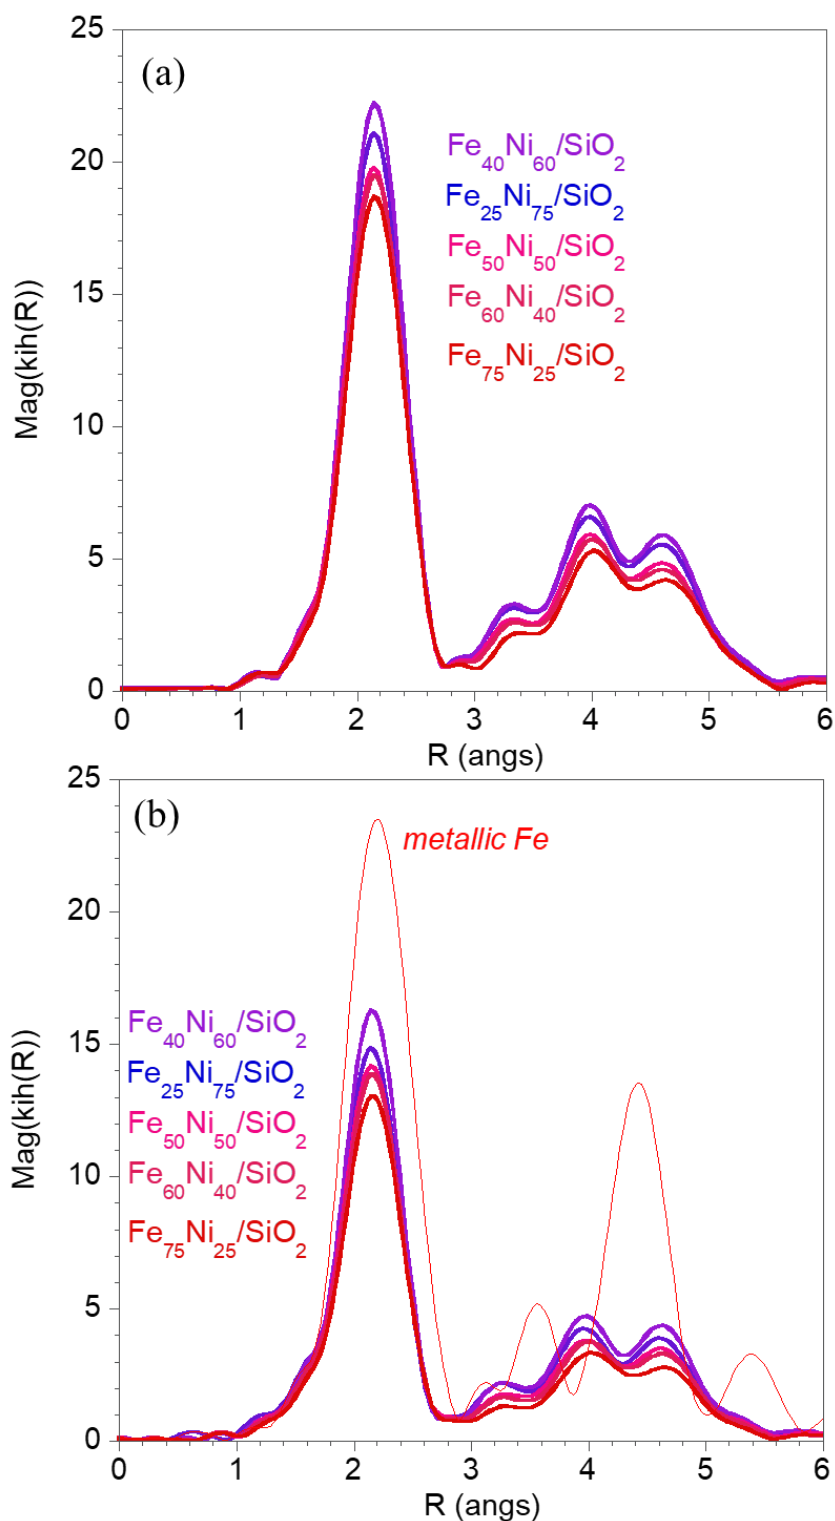 25
(a)
Fe40Ni60/SiO2
20
Fe25Ni75/SiO2
Fe50Ni50/SiO2
Fe60Ni40/SiO2
15
Fe75Ni25/SiO2
Mag(kih(R))
10
5
0
0 1 2 3 4 5 6
R (angs)
25
(b)
metallic Fe
20
Fe40Ni60/SiO2
15
Fe25Ni75/SiO2
Fe50Ni50/SiO2
Mag(kih(R))
Fe60Ni40/SiO2
10
Fe75Ni25/SiO2
5
0
0 1 2 3 4 5 6
R (angs)